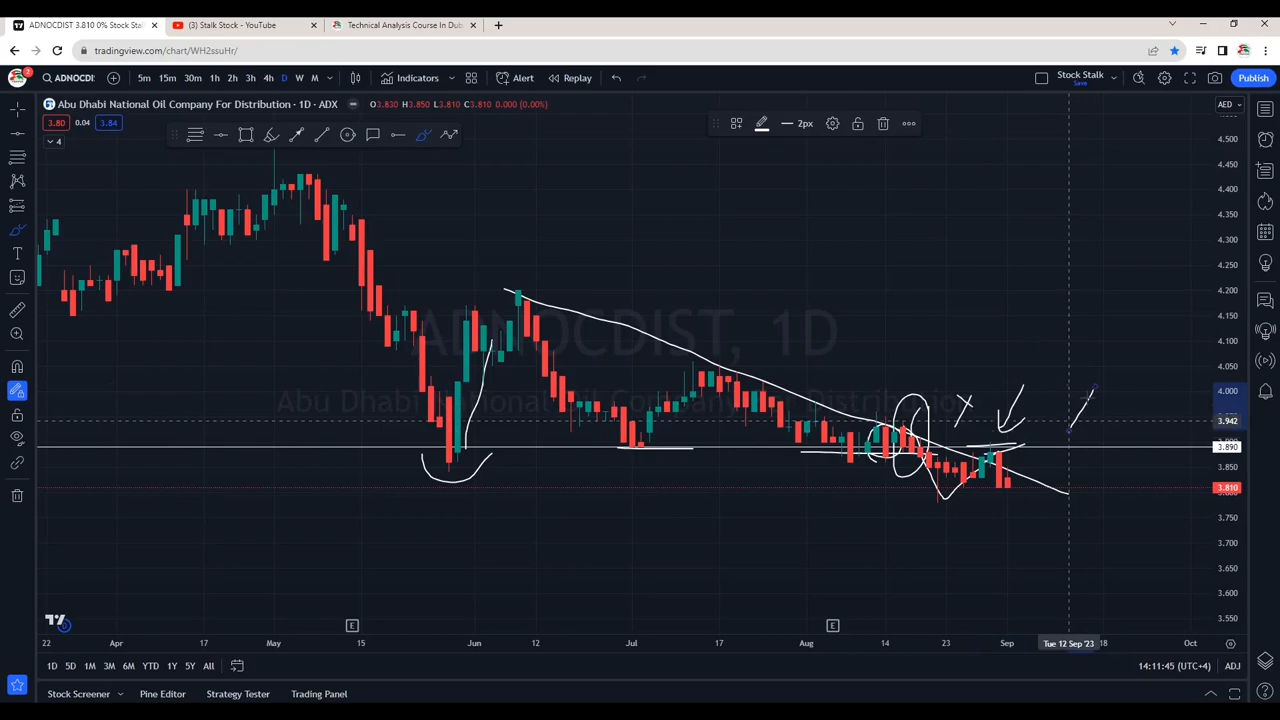 ADNOCDIST 3.810 0% Stock Stal
(3) Stalk Stock - YouTube
Technical Analysis Course In Dub
tradingview.com/chart/WH2ssuHr/
2
ADNOCDI
5m 15m 30m 1h 2h 3h 4h D W M
Indicators
Alert
Replay
Stock Stalk
Save
Publish
Abu Dhabi National Oil Company For Distribution · 1D · ADX
O3.830 H3.850 L3.810 C3.810 0.000 (0.00%)
AED
3.80 0.04 3.84
4
2px
4.500
4.450
4.400
4.350
4.300
4.250
4.200
4.150
4.100
4.050
4.000
3.942
3.890
3.850
3.810
3.750
3.700
3.650
3.600
3.550
ADNOCDIST, 1D
Abu Dhabi National Oil Company For Distribution
X
E
E
22 Apr 17 May 15 Jun 12 Jul 17 Aug 14 23 Sep Tue 12 Sep '23 18 Oct
1D 5D 1M 3M 6M YTD 1Y 5Y All
14:11:45 (UTC+4) ADJ
Stock Screener Pine Editor Strategy Tester Trading Panel